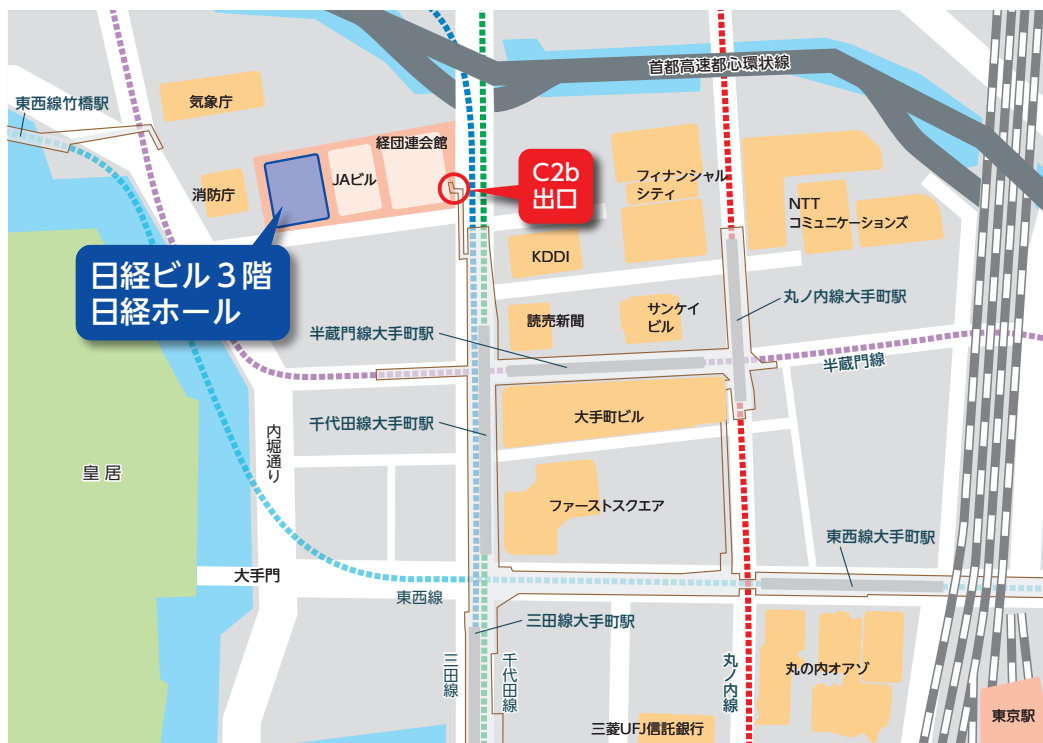 首都高速都心環状線
東西線竹橋駅
気象庁
経団連会館
JAビル
消防庁
C2b
出口
フィナンシャル
シティ
NTT
コミュニケーションズ
KDDI
日経ビル３階
日経ホール
丸ノ内線大手町駅
読売新聞
サンケイ
ビル
半蔵門線大手町駅
半蔵門線
千代田線大手町駅
大手町ビル
内堀通り
皇居
ファーストスクエア
東西線大手町駅
大手門
東西線
三田線大手町駅
三田線
千代田線
丸ノ内線
丸の内オアゾ
三菱UFJ信託銀行
東京駅